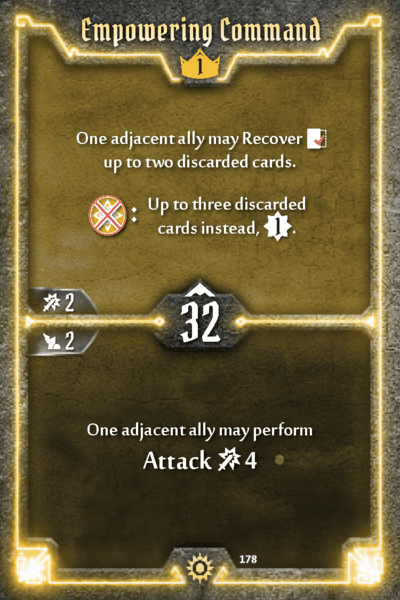 Empowering Command
1
One adjacent ally may Recover
up to two discarded cards.
: Up to three discarded
cards instead, 1.
2
32
2
One adjacent ally may perform
Attack 4
178